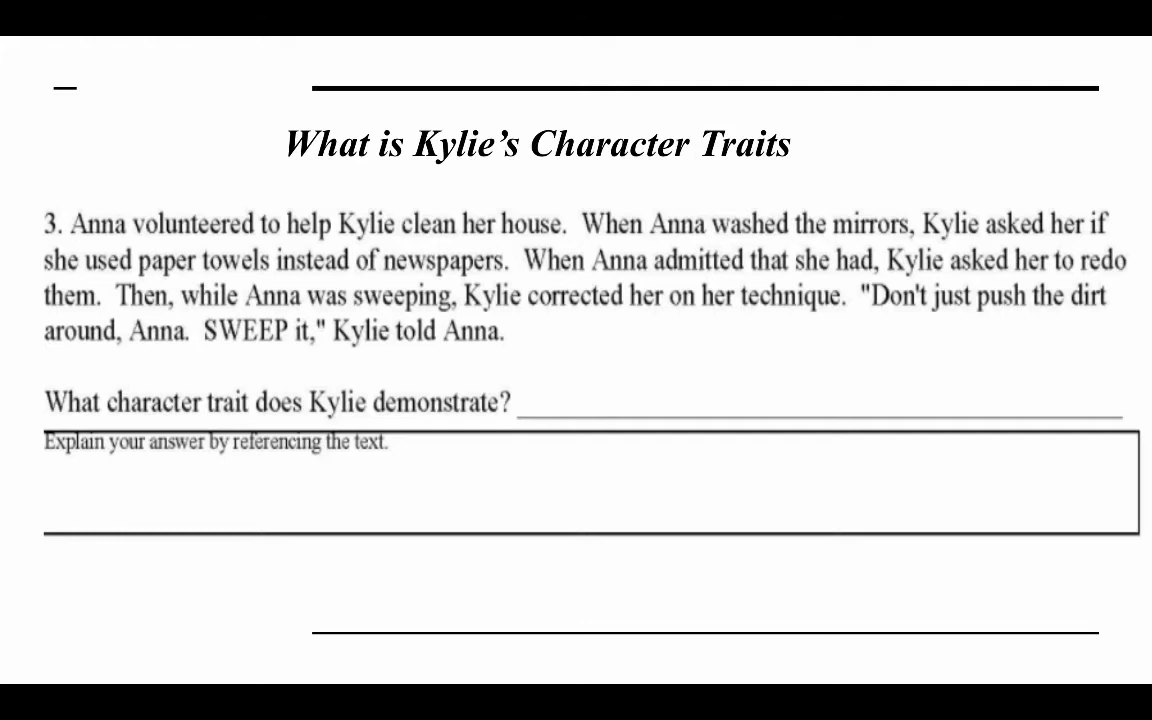 What is Kylie’s Character Traits
3. Anna volunteered to help Kylie clean her house. When Anna washed the mirrors, Kylie asked her if
she used paper towels instead of newspapers. When Anna admitted that she had, Kylie asked her to redo
them. Then, while Anna was sweeping, Kylie corrected her on her technique. "Don't just push the dirt
around, Anna. SWEEP it," Kylie told Anna.
What character trait does Kylie demonstrate?
Explain your answer by referencing the text.